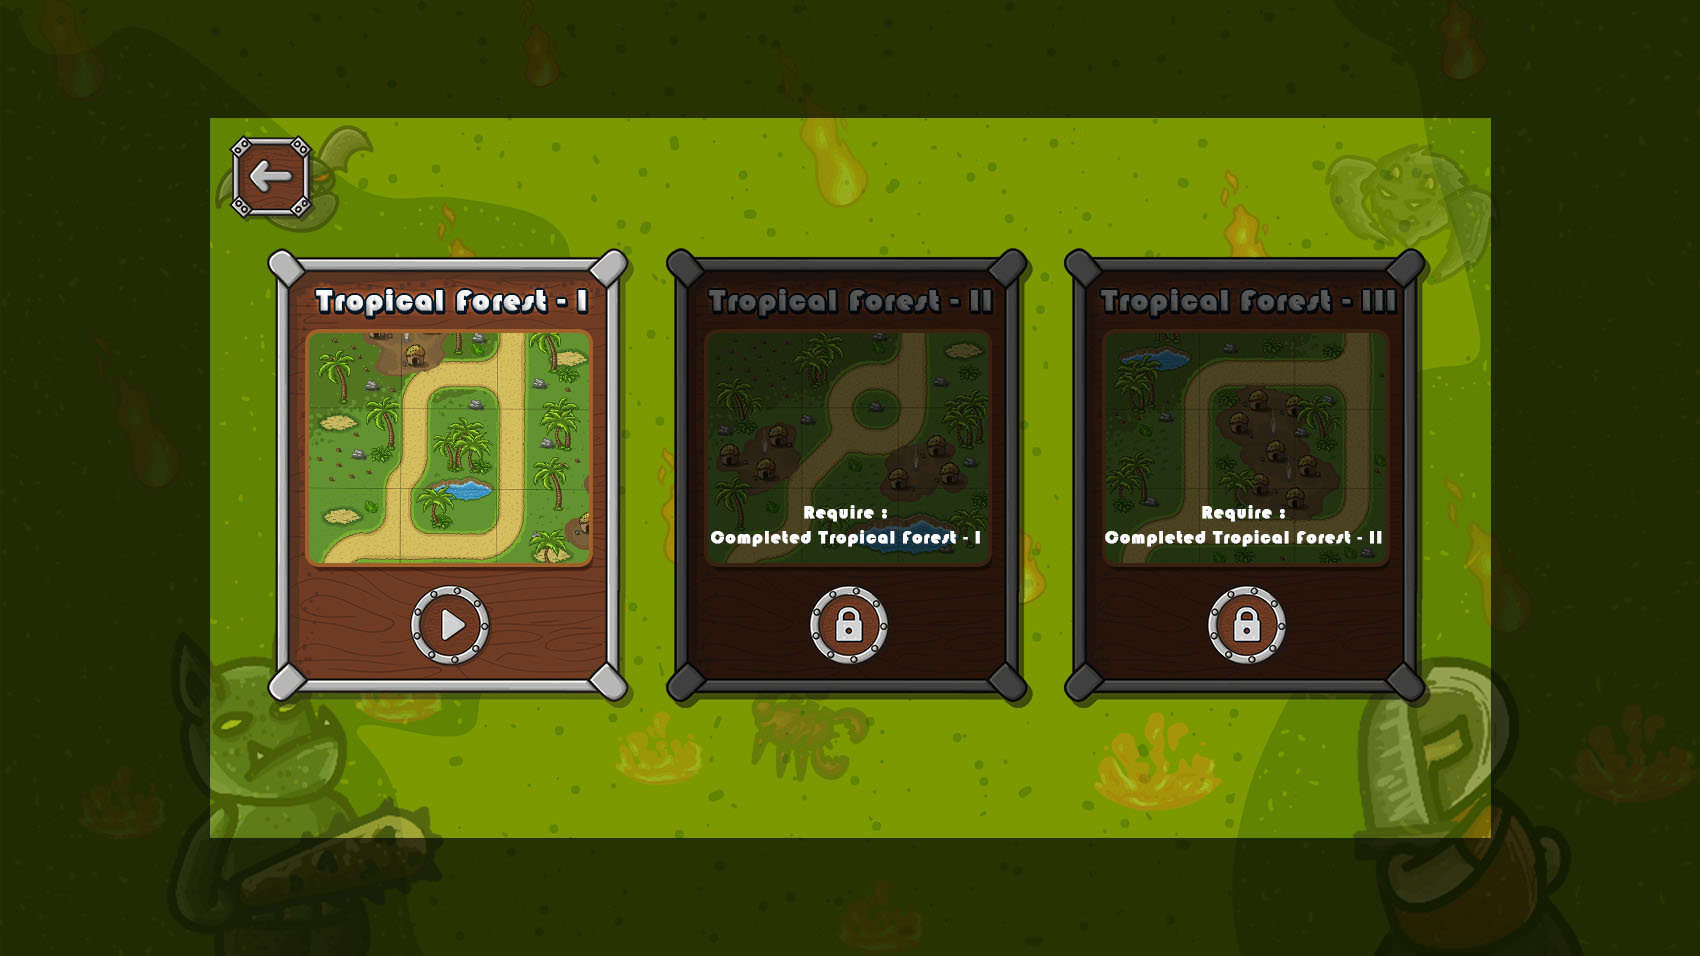 Tropical Forest - I
Tropical Forest - II
Require :
Completed Tropical Forest - I
Tropical Forest - III
Require :
Completed Tropical Forest - II